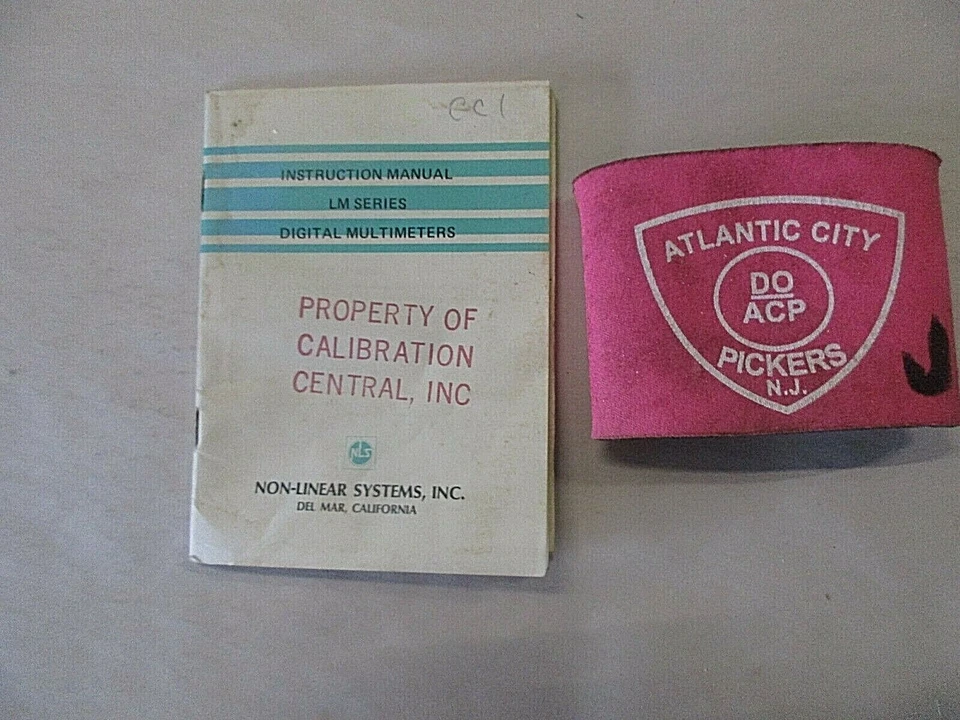 INSTRUCTION MANUAL
LM SERIES
DIGITAL MULTIMETERS
PROPERTY OF
CALIBRATION
CENTRAL, INC
NLS
NON-LINEAR SYSTEMS, INC.
DEL MAR, CALIFORNIA
ATLANTIC CITY
DO
ACP
PICKERS
N.J.